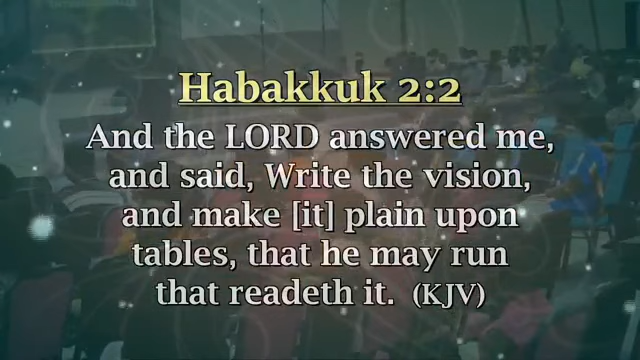 Habakkuk 2:2
And the LORD answered me,
and said, Write the vision,
and make [it] plain upon
tables, that he may run
that readeth it. (KJV)